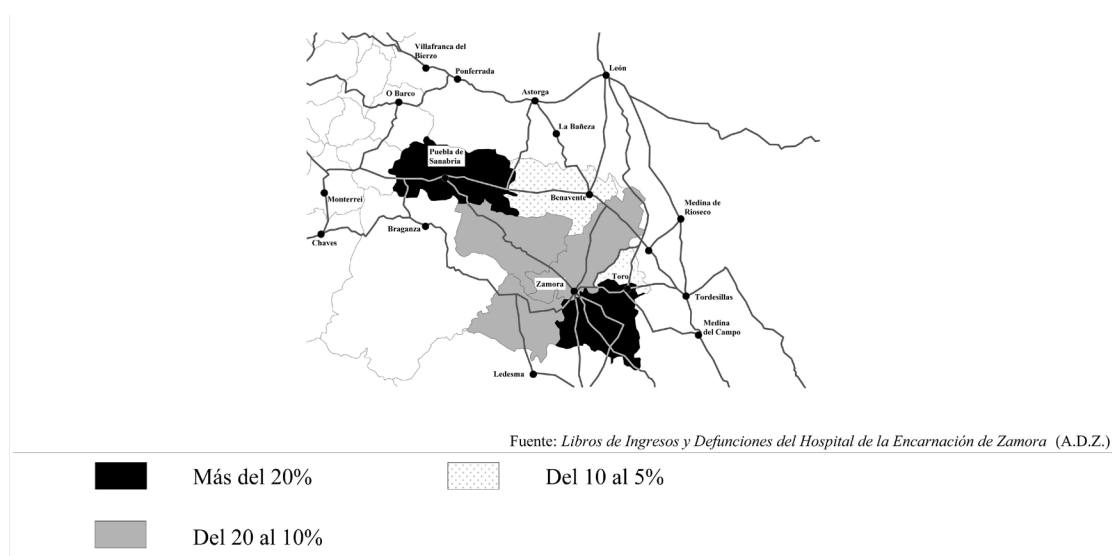 Villafranca del
Bierzo
Ponferrada
León
O Barco
Astorga
La Bañeza
Puebla de
Sanabria
Monterrei
Benavente
Medina de
Rioseco
Braganza
Chaves
Toro
Zamora
Tordesillas
Medina
del Campo
Ledesma
Fuente: Libros de Ingresos y Defunciones del Hospital de la Encarnación de Zamora (A.D.Z.)
Más del 20%
Del 10 al 5%
Del 20 al 10%